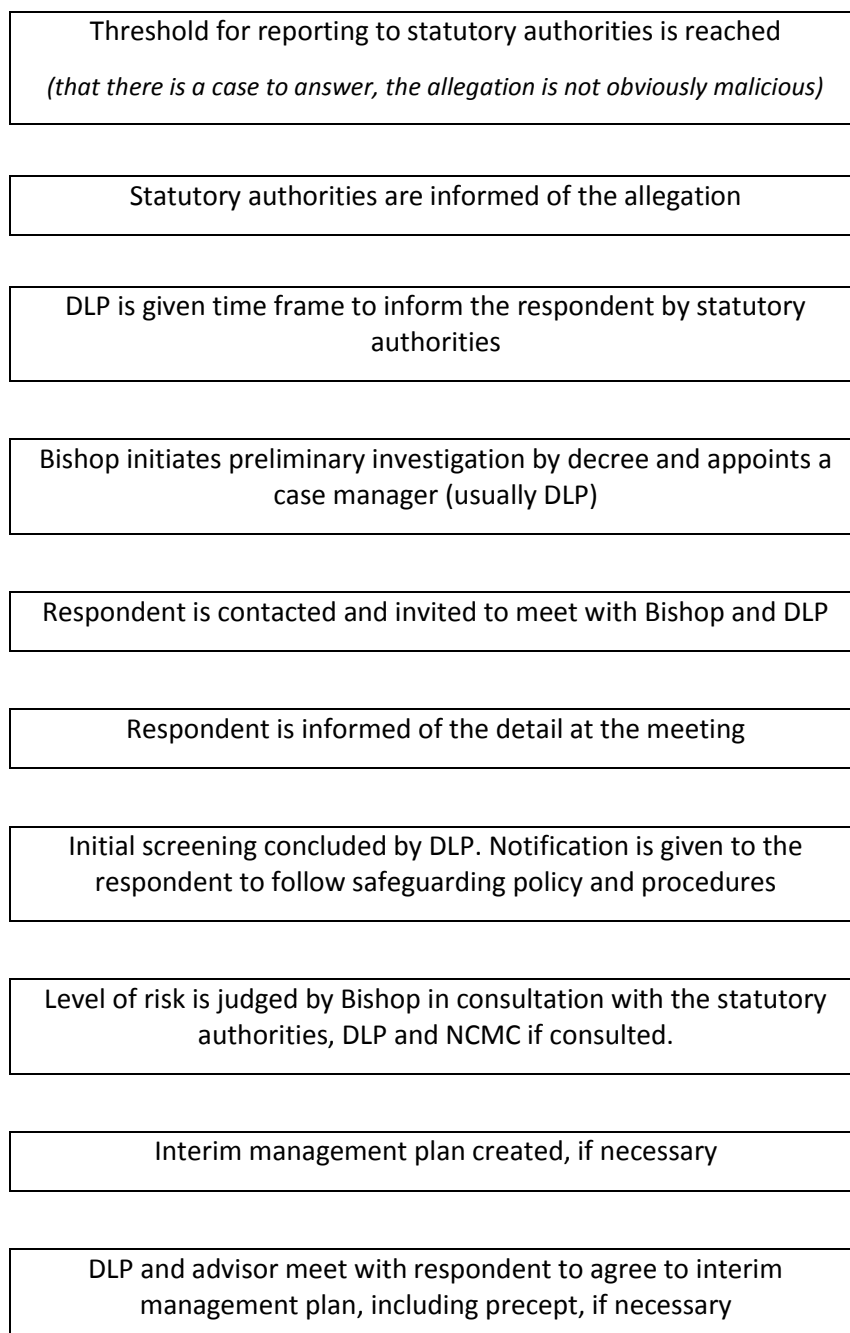 Threshold for reporting to statutory authorities is reached
(that there is a case to answer, the allegation is not obviously malicious)
Statutory authorities are informed of the allegation
DLP is given time frame to inform the respondent by statutory
authorities
Bishop initiates preliminary investigation by decree and appoints a
case manager (usually DLP)
Respondent is contacted and invited to meet with Bishop and DLP
Respondent is informed of the detail at the meeting
Initial screening concluded by DLP. Notification is given to the
respondent to follow safeguarding policy and procedures
Level of risk is judged by Bishop in consultation with the statutory
authorities, DLP and NCMC if consulted.
Interim management plan created, if necessary
DLP and advisor meet with respondent to agree to interim
management plan, including precept, if necessary